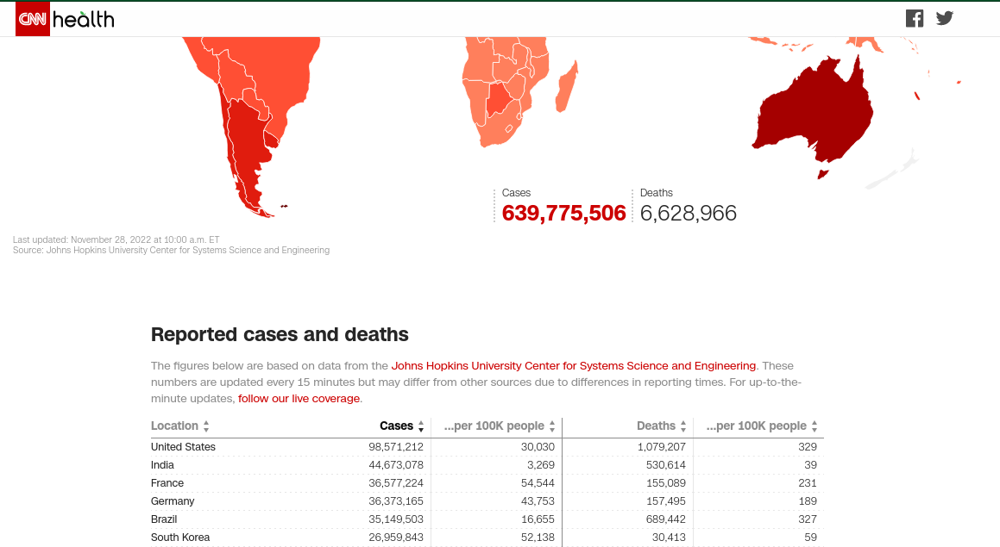 CNN health
Cases Deaths
639,775,506 6,628,966
Last updated: November 28, 2022 at 10:00 a.m. ET
Source: Johns Hopkins University Center for Systems Science and Engineering
Reported cases and deaths
The figures below are based on data from the Johns Hopkins University Center for Systems Science and Engineering. These
numbers are updated every 15 minutes but may differ from other sources due to differences in reporting times. For up-to-the-
minute updates, follow our live coverage.
Location Cases ...per 100K people Deaths ...per 100K people
United States 98,571,212 30,030 1,079,207 329
India 44,673,078 3,269 530,614 39
France 36,577,224 54,544 155,089 231
Germany 36,373,165 43,753 157,495 189
Brazil 35,149,503 16,655 689,442 327
South Korea 26,959,843 52,138 30,413 59